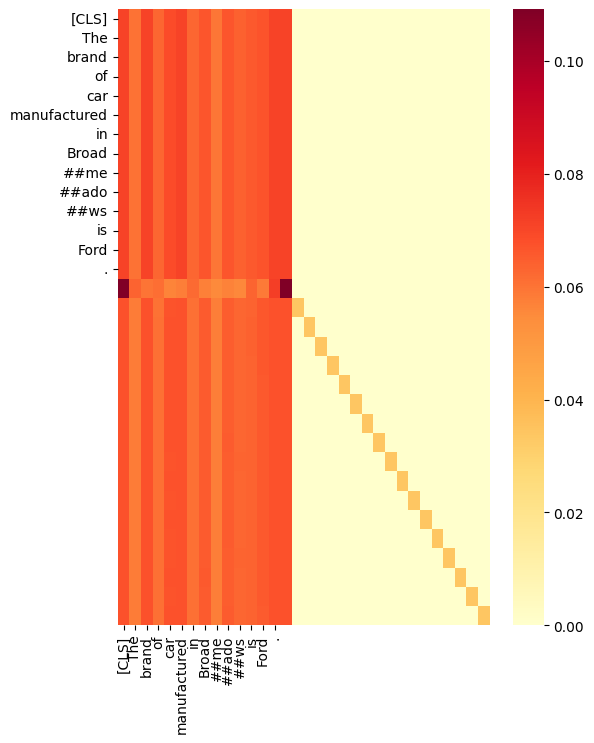 [CLS]
The
brand
of
car
manufactured
in
Broad
##me
##ado
##ws
is
Ford
.
0.10
0.08
0.06
0.04
0.02
0.00
[CLS]
The
brand
of
car
manufactured
in
Broad
##me
##ado
##ws
is
Ford
.